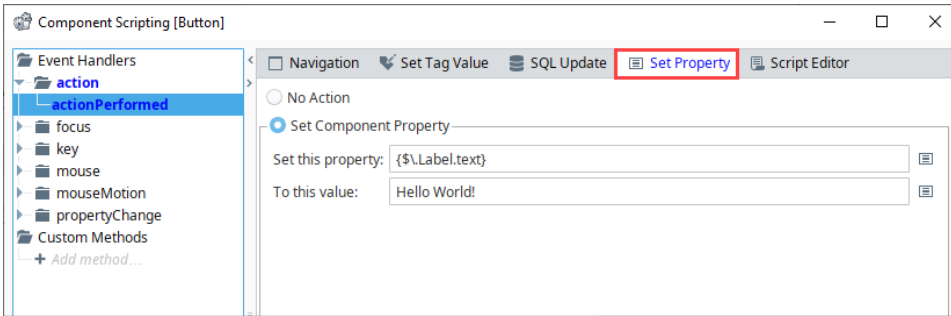 Component Scripting [Button]
Event Handlers
action
actionPerformed
focus
key
mouse
mouseMotion
propertyChange
Custom Methods
Add method...
Navigation
Set Tag Value
SQL Update
Set Property
Script Editor
No Action
Set Component Property
Set this property: {$\.Label.text}
To this value: Hello World!